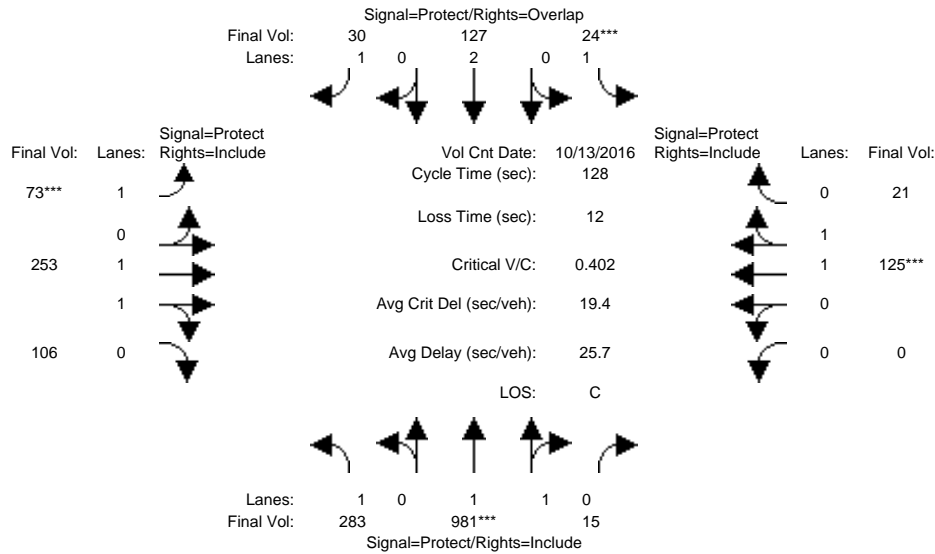 Signal=Protect/Rights=Overlap
Final Vol: 30 127 24***
Lanes: 1 0 2 0 1
Signal=Protect Signal=Protect
Final Vol: Lanes: Rights=Include Vol Cnt Date: 10/13/2016 Rights=Include Lanes: Final Vol:
Cycle Time (sec): 128
73*** 1 0 21
Loss Time (sec): 12
0 1
253 1 Critical V/C: 0.402 1 125***
1 Avg Crit Del (sec/veh): 19.4 0
106 0 Avg Delay (sec/veh): 25.7 0 0
LOS: C
Lanes: 1 0 1 1 0
Final Vol: 283 981*** 15
Signal=Protect/Rights=Include